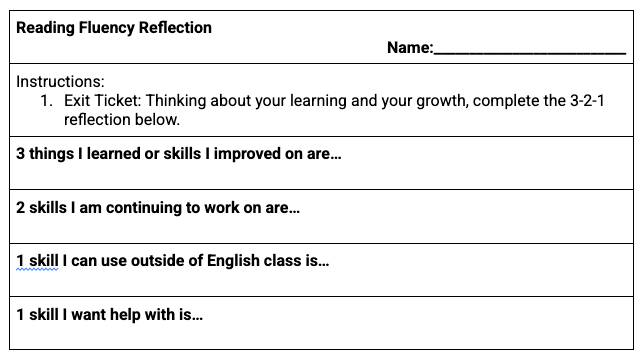 Reading Fluency Reflection
Name:___________________________
Instructions:
1. Exit Ticket: Thinking about your learning and your growth, complete the 3-2-1
reflection below.
3 things I learned or skills I improved on are...
2 skills I am continuing to work on are...
1 skill I can use outside of English class is...
1 skill I want help with is...